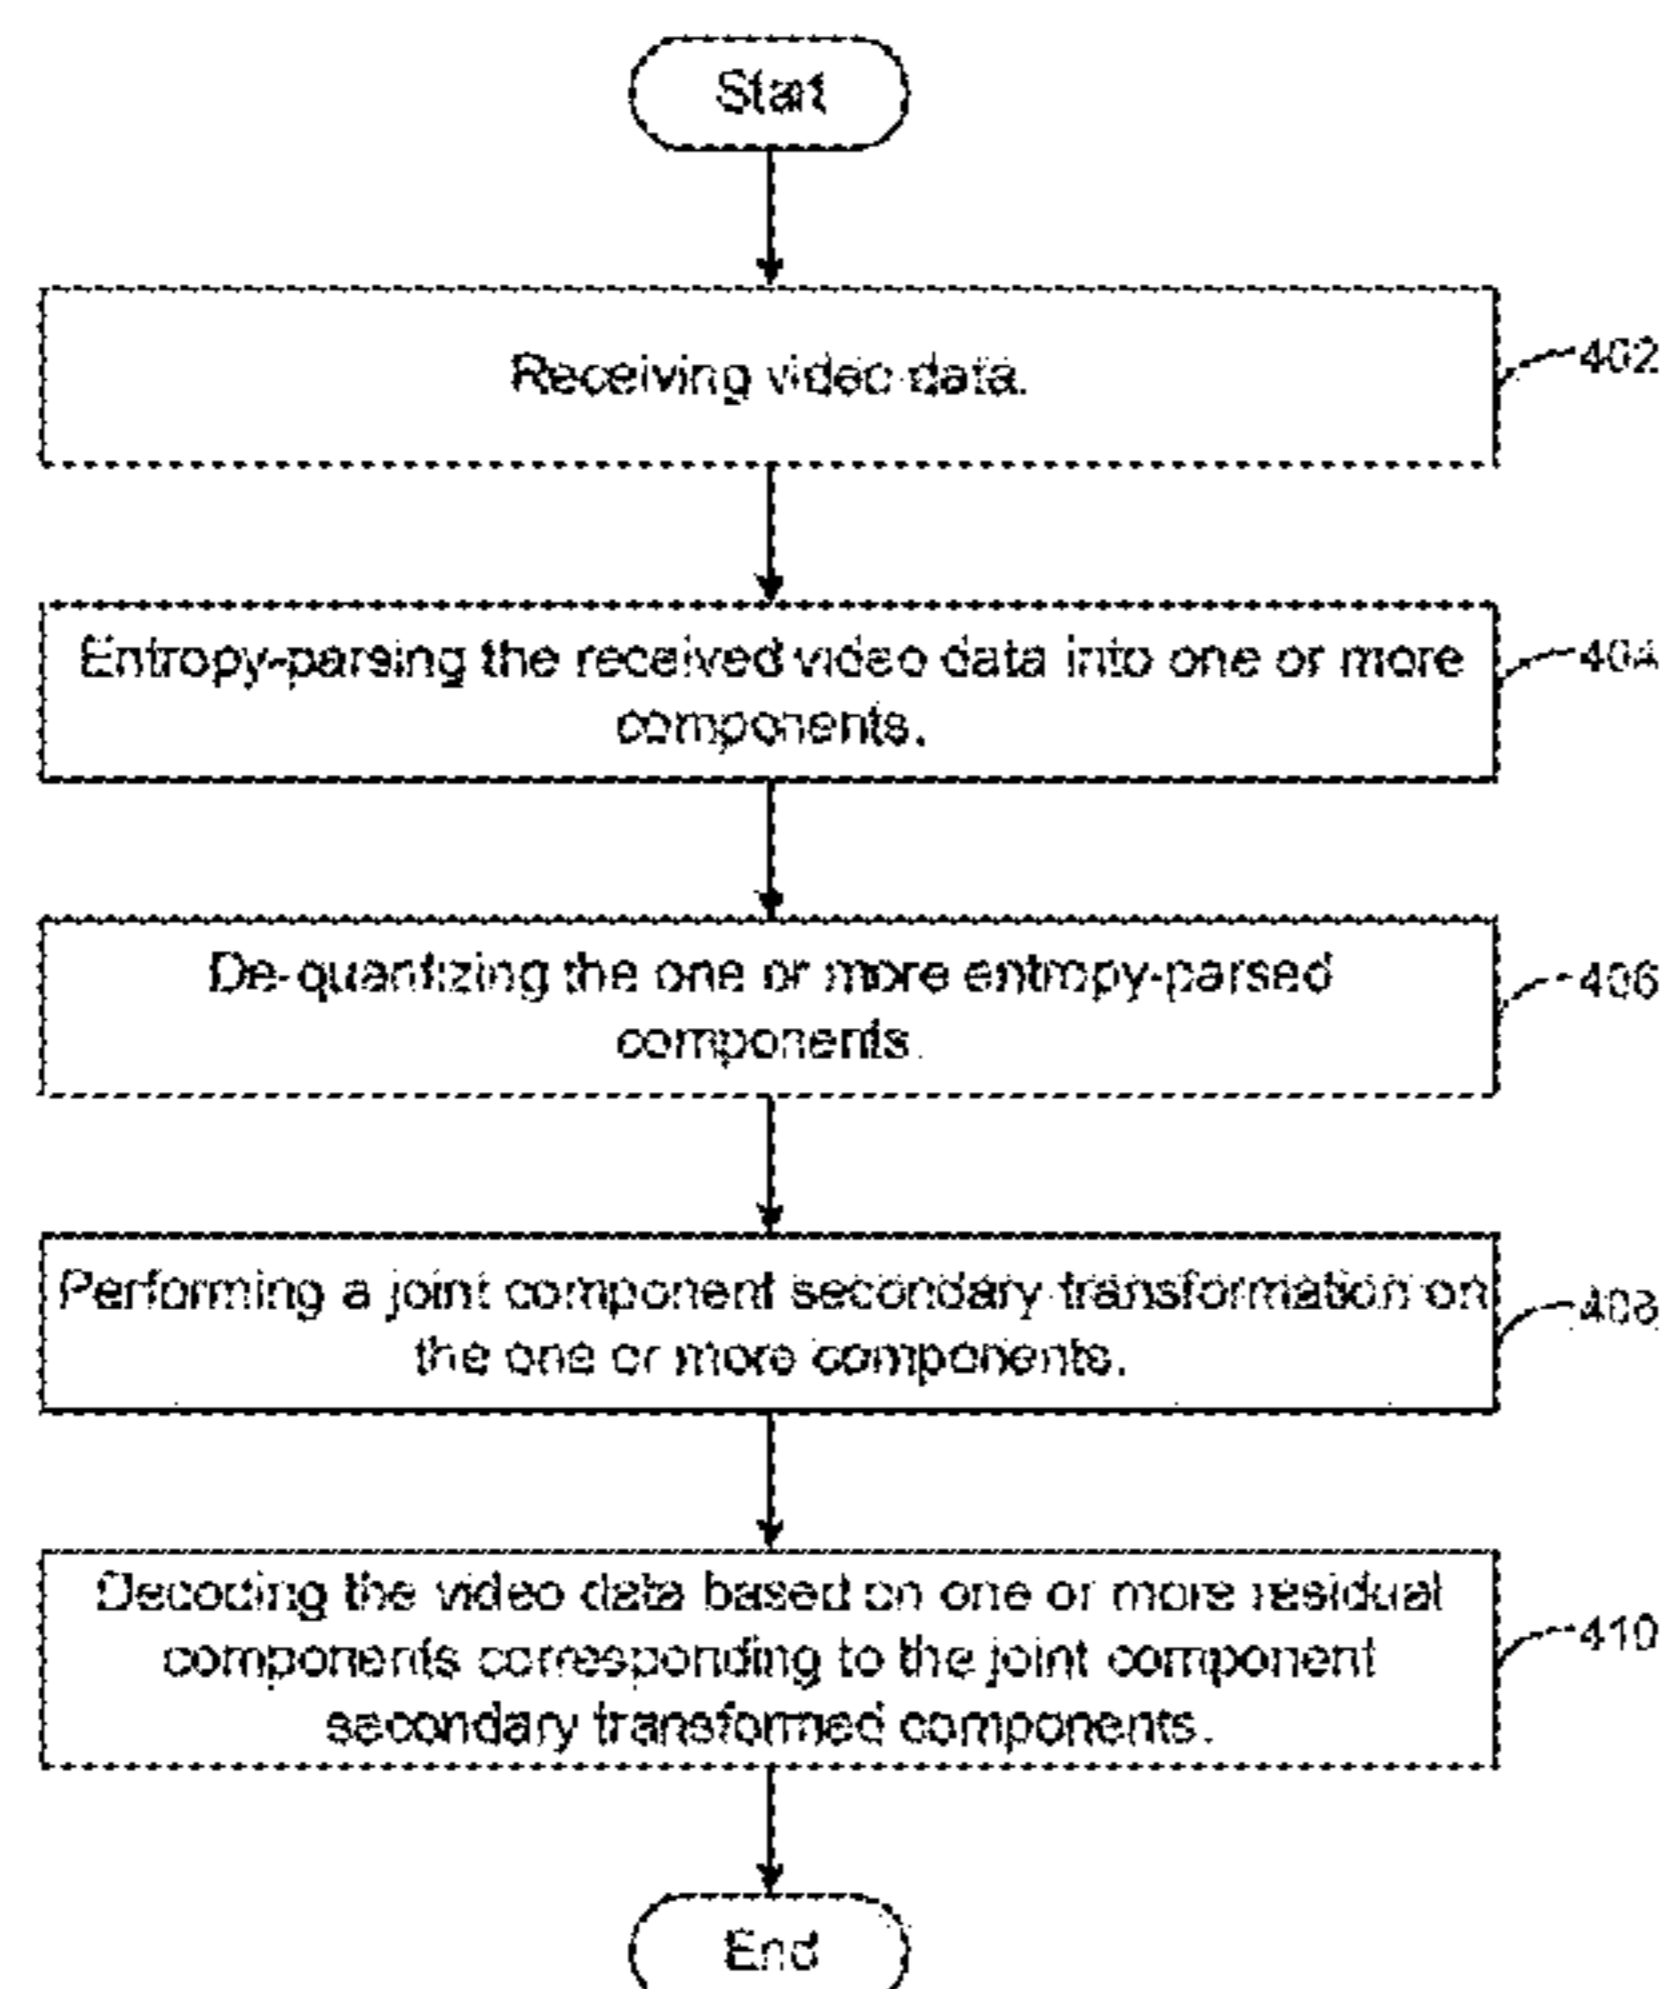 Start
Receiving video data.
402
Entropy-parsing the received video data into one or more
components.
404
De-quantizing the one or more entropy-parsed
components.
406
Performing a joint component secondary transformation on
the one or more components.
408
Decoding the video data based on one or more residual
components corresponding to the joint component
secondary transformed components.
410
End